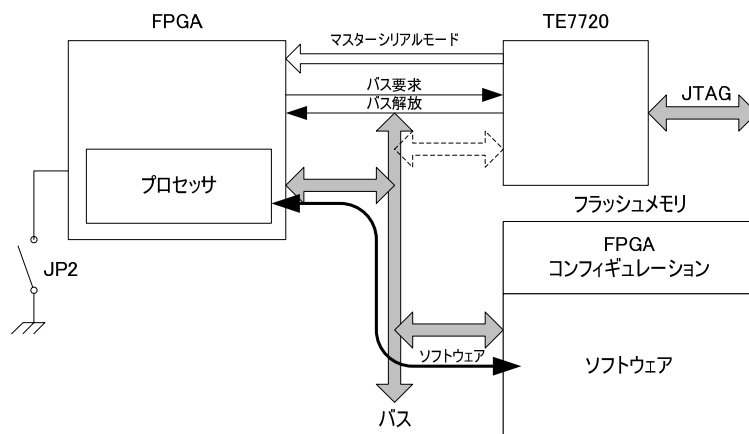 FPGA
TE7720
マスターシリアルモード
バス要求
バス解放
JTAG
プロセッサ
フラッシュメモリ
FPGA
コンフィギュレーション
JP2
ソフトウェア
ソフトウェア
バス